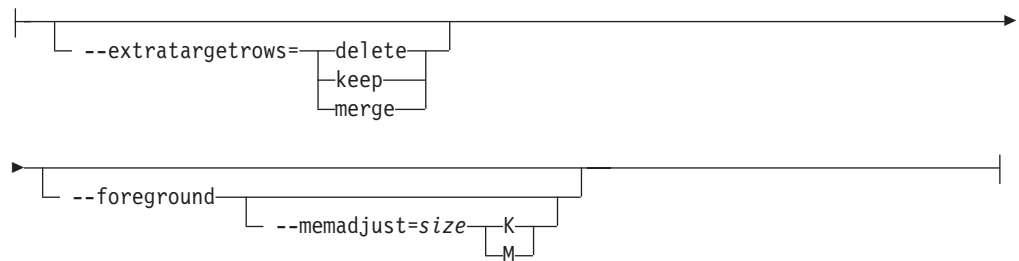 --extratargetrows= delete
keep
merge
--foreground
--memadjust=size K
M